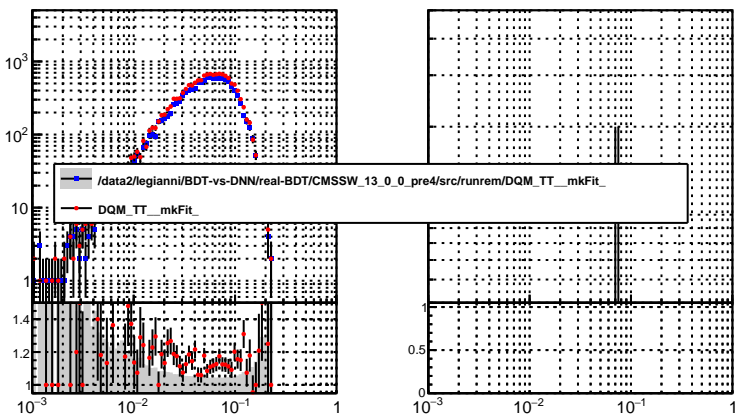 10³
10²
10
1
/data2/legianni/BDT-vs-DNN/real-BDT/CMSSW_13_0_0_pre4/src/runrem/DQM_TT__mkFit_
DQM_TT__mkFit_
1.4
1.2
1
10⁻³ 10⁻² 10⁻¹ 1
1
0.5
0
10⁻³ 10⁻² 10⁻¹ 1